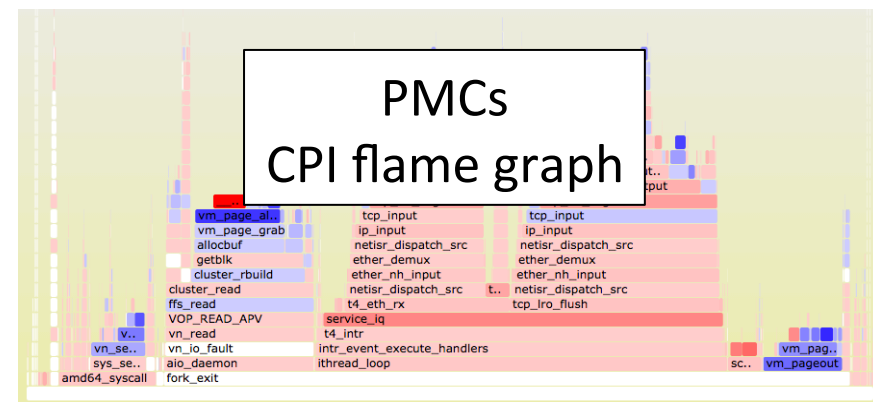 PMCs
CPI flame graph
t..
tput
vm_page_al.. tcp_input tcp_input
vm_page_grab ip_input ip_input
allocbuf netisr_dispatch_src netisr_dispatch_src
getblk ether_demux ether_demux
cluster_rbuild ether_nh_input ether_nh_input
cluster_read netisr_dispatch_src t.. netisr_dispatch_src
ffs_read t4_eth_rx tcp_lro_flush
VOP_READ_APV service_iq
v.. vn_read t4_intr
vn_se.. vn_io_fault intr_event_execute_handlers vm_pag..
sys_se.. aio_daemon ithread_loop sc.. vm_pageout
amd64_syscall fork_exit